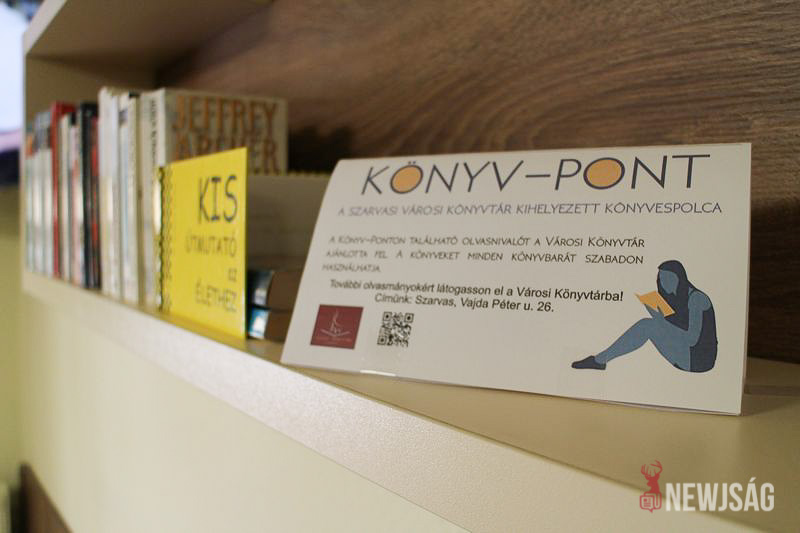 JEFFREY
ARCHER
KIS
ÚTMUTATÓ
az
ÉLETHEZ
KÖNYV-PONT
A SZARVASI VÁROSI KÖNYVTÁR KIHELYEZETT KÖNYVESPOLCA
A KÖNYV-PONTON TALÁLHATÓ OLVASNIVALÓT A VÁROSI KÖNYVTÁR
AJÁNLOTTA FEL. A KÖNYVEKET MINDEN KÖNYVBARÁT SZABADON
HASZNÁLHATJA.
További olvasmányokért látogasson el a Városi Könyvtárba!
Címünk: Szarvas, Vajda Péter u. 26.
NEWJSÁG